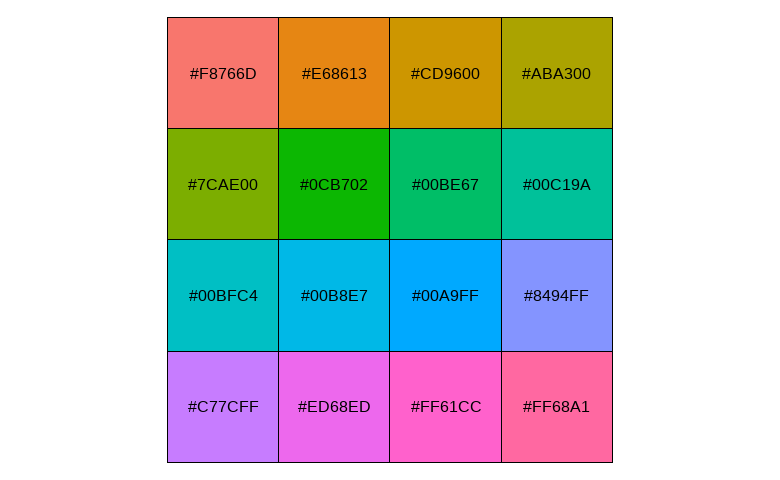 #F8766D #E68613 #CD9600 #ABA300
#7CAE00 #0CB702 #00BE67 #00C19A
#00BFC4 #00B8E7 #00A9FF #8494FF
#C77CFF #ED68ED #FF61CC #FF68A1